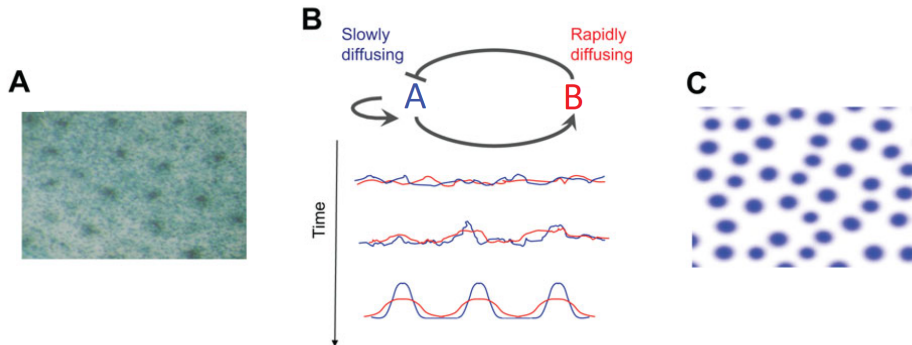 A
B
Slowly
diffusing
Rapidly
diffusing
A
B
Time
C